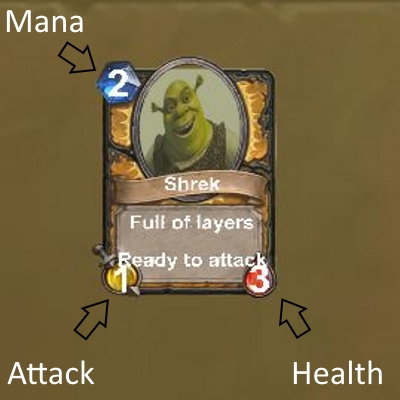 Mana
2
Shrek
Full of layers
Ready to attack
1
3
Attack
Health